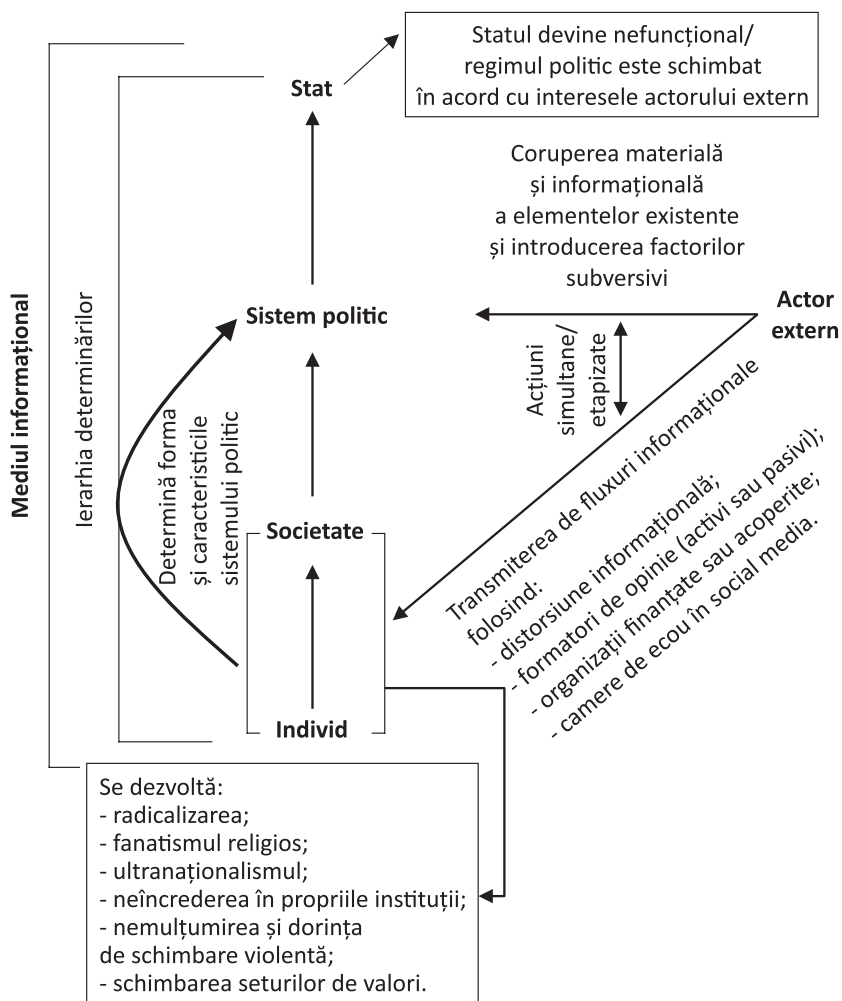 Statul devine nefuncțional/
regimul politic este schimbat
în acord cu interesele actorului extern
Stat
Coruperea materială
și informațională
a elementelor existente
și introducerea factorilor
subversivi
Mediul informațional
Ierarhia determinărilor
Sistem politic
Actor
extern
Acțiuni
simultane/
etapizate
Determină forma
și caracteristicile
sistemului politic
Transmiterea de fluxuri informaționale
folosind:
- distorsiune informațională;
- formatori de opinie (activi sau pasivi);
- organizații finanțate sau acoperite;
- camere de ecou în social media.
Societate
Individ
Se dezvoltă:
- radicalizarea;
- fanatismul religios;
- ultranaționalismul;
- neîncrederea în propriile instituții;
- nemulțumirea și dorința
de schimbare violentă;
- schimbarea seturilor de valori.